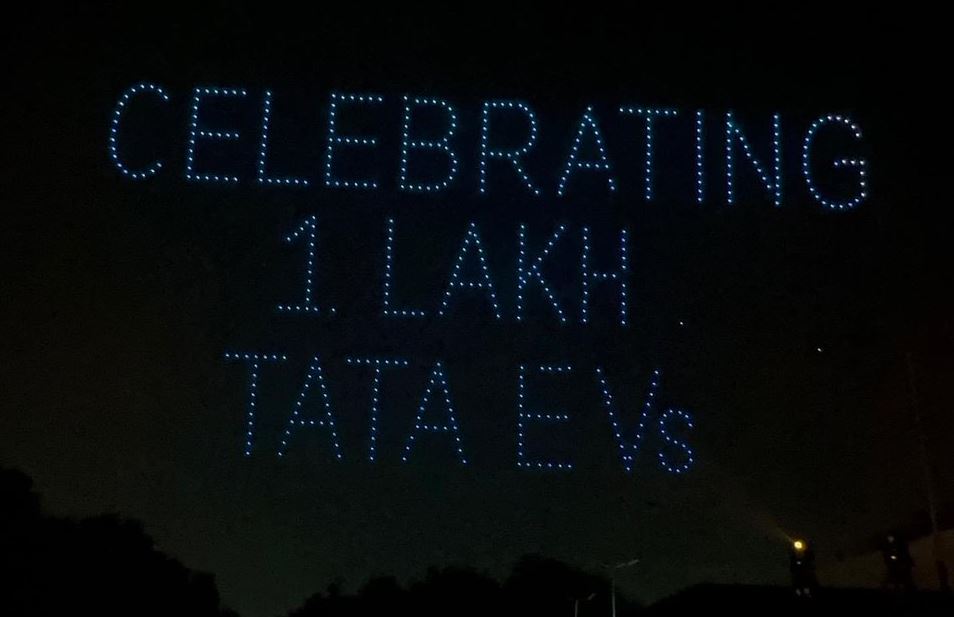 CELEBRATING
1 LAKH
TATA EVs